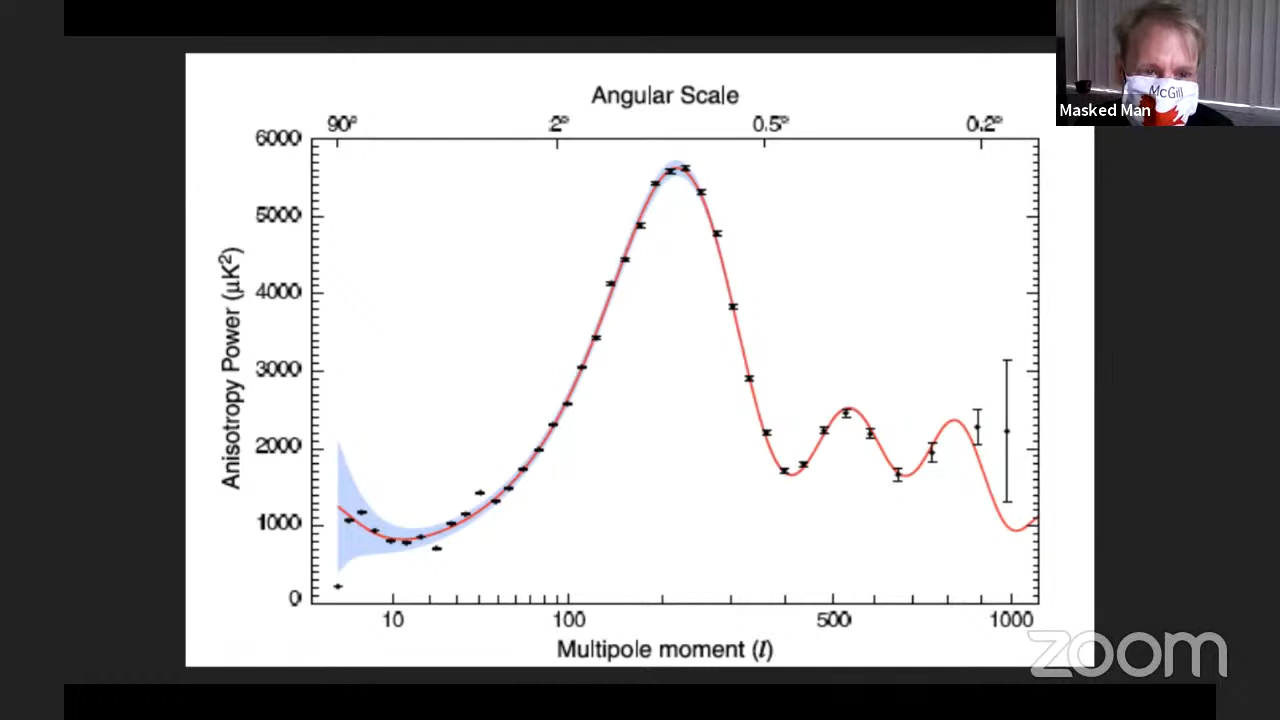 McGill
Masked Man
Angular Scale
90° 2° 0.5° 0.2°
6000
5000
4000
3000
2000
1000
0
Anisotropy Power (μK²)
10 100 500 1000
Multipole moment (l)
zoom